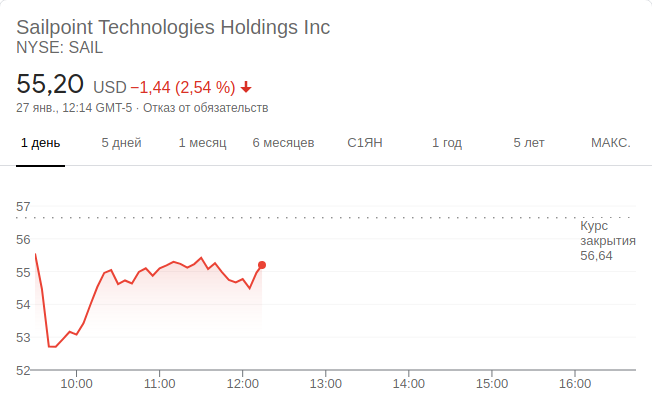 Sailpoint Technologies Holdings Inc
NYSE: SAIL
55,20 USD −1,44 (2,54 %)
27 янв., 12:14 GMT-5 · Отказ от обязательств
1 день 5 дней 1 месяц 6 месяцев С1ЯН 1 год 5 лет МАКС.
57
Курс
закрытия
56,64
56
55
54
53
52
10:00 11:00 12:00 13:00 14:00 15:00 16:00